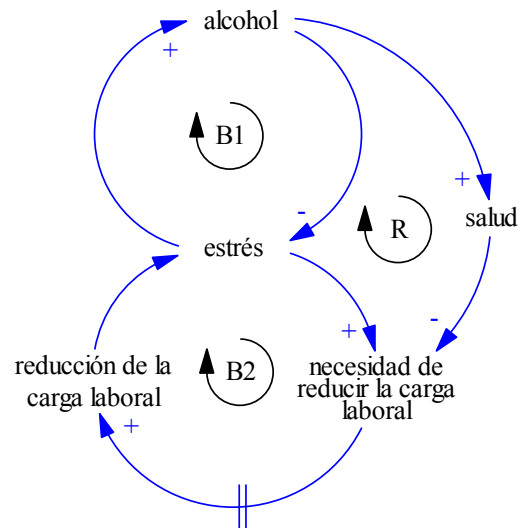 alcohol
+
B1
-
+
salud
R
estrés
-
+
reducción de la
carga laboral
B2
necesidad de
reducir la carga
laboral
+